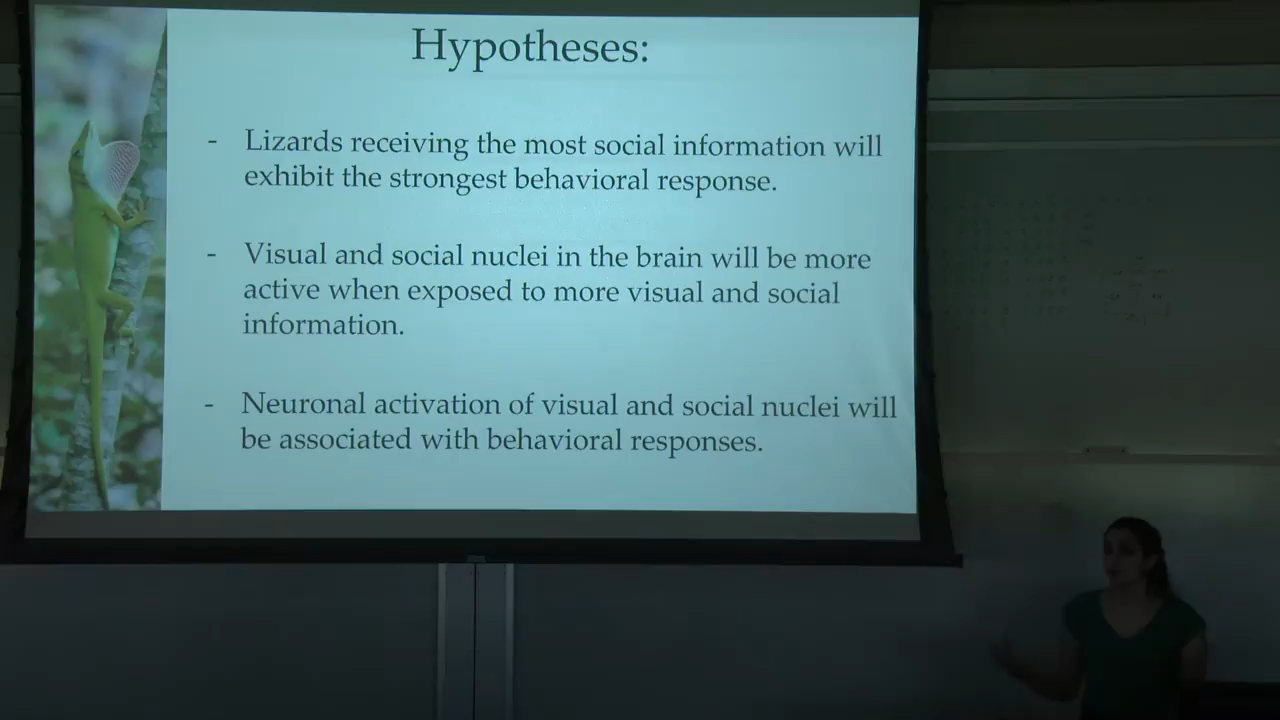 Hypotheses:
- Lizards receiving the most social information will
exhibit the strongest behavioral response.
- Visual and social nuclei in the brain will be more
active when exposed to more visual and social
information.
- Neuronal activation of visual and social nuclei will
be associated with behavioral responses.